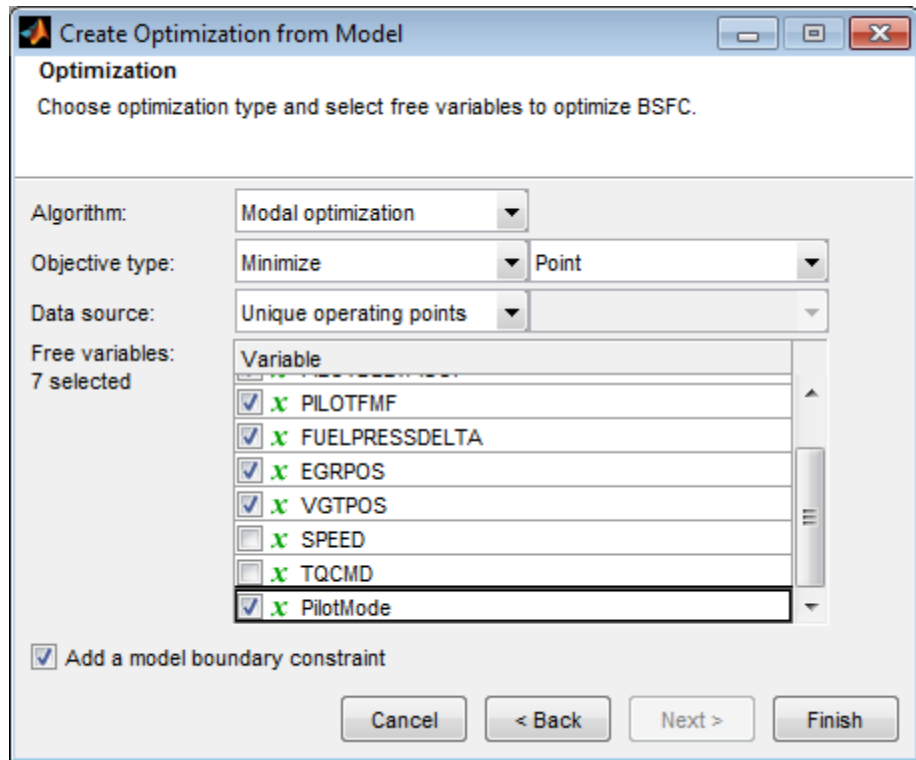 Create Optimization from Model
Optimization
Choose optimization type and select free variables to optimize BSFC.
Algorithm: Modal optimization
Objective type: Minimize Point
Data source: Unique operating points
Free variables: Variable
7 selected
x PILOTFMF
x FUELPRESSDELTA
x EGRPOS
x VGTPOS
x SPEED
x TQCMD
x PilotMode
Add a model boundary constraint
Cancel < Back Next > Finish